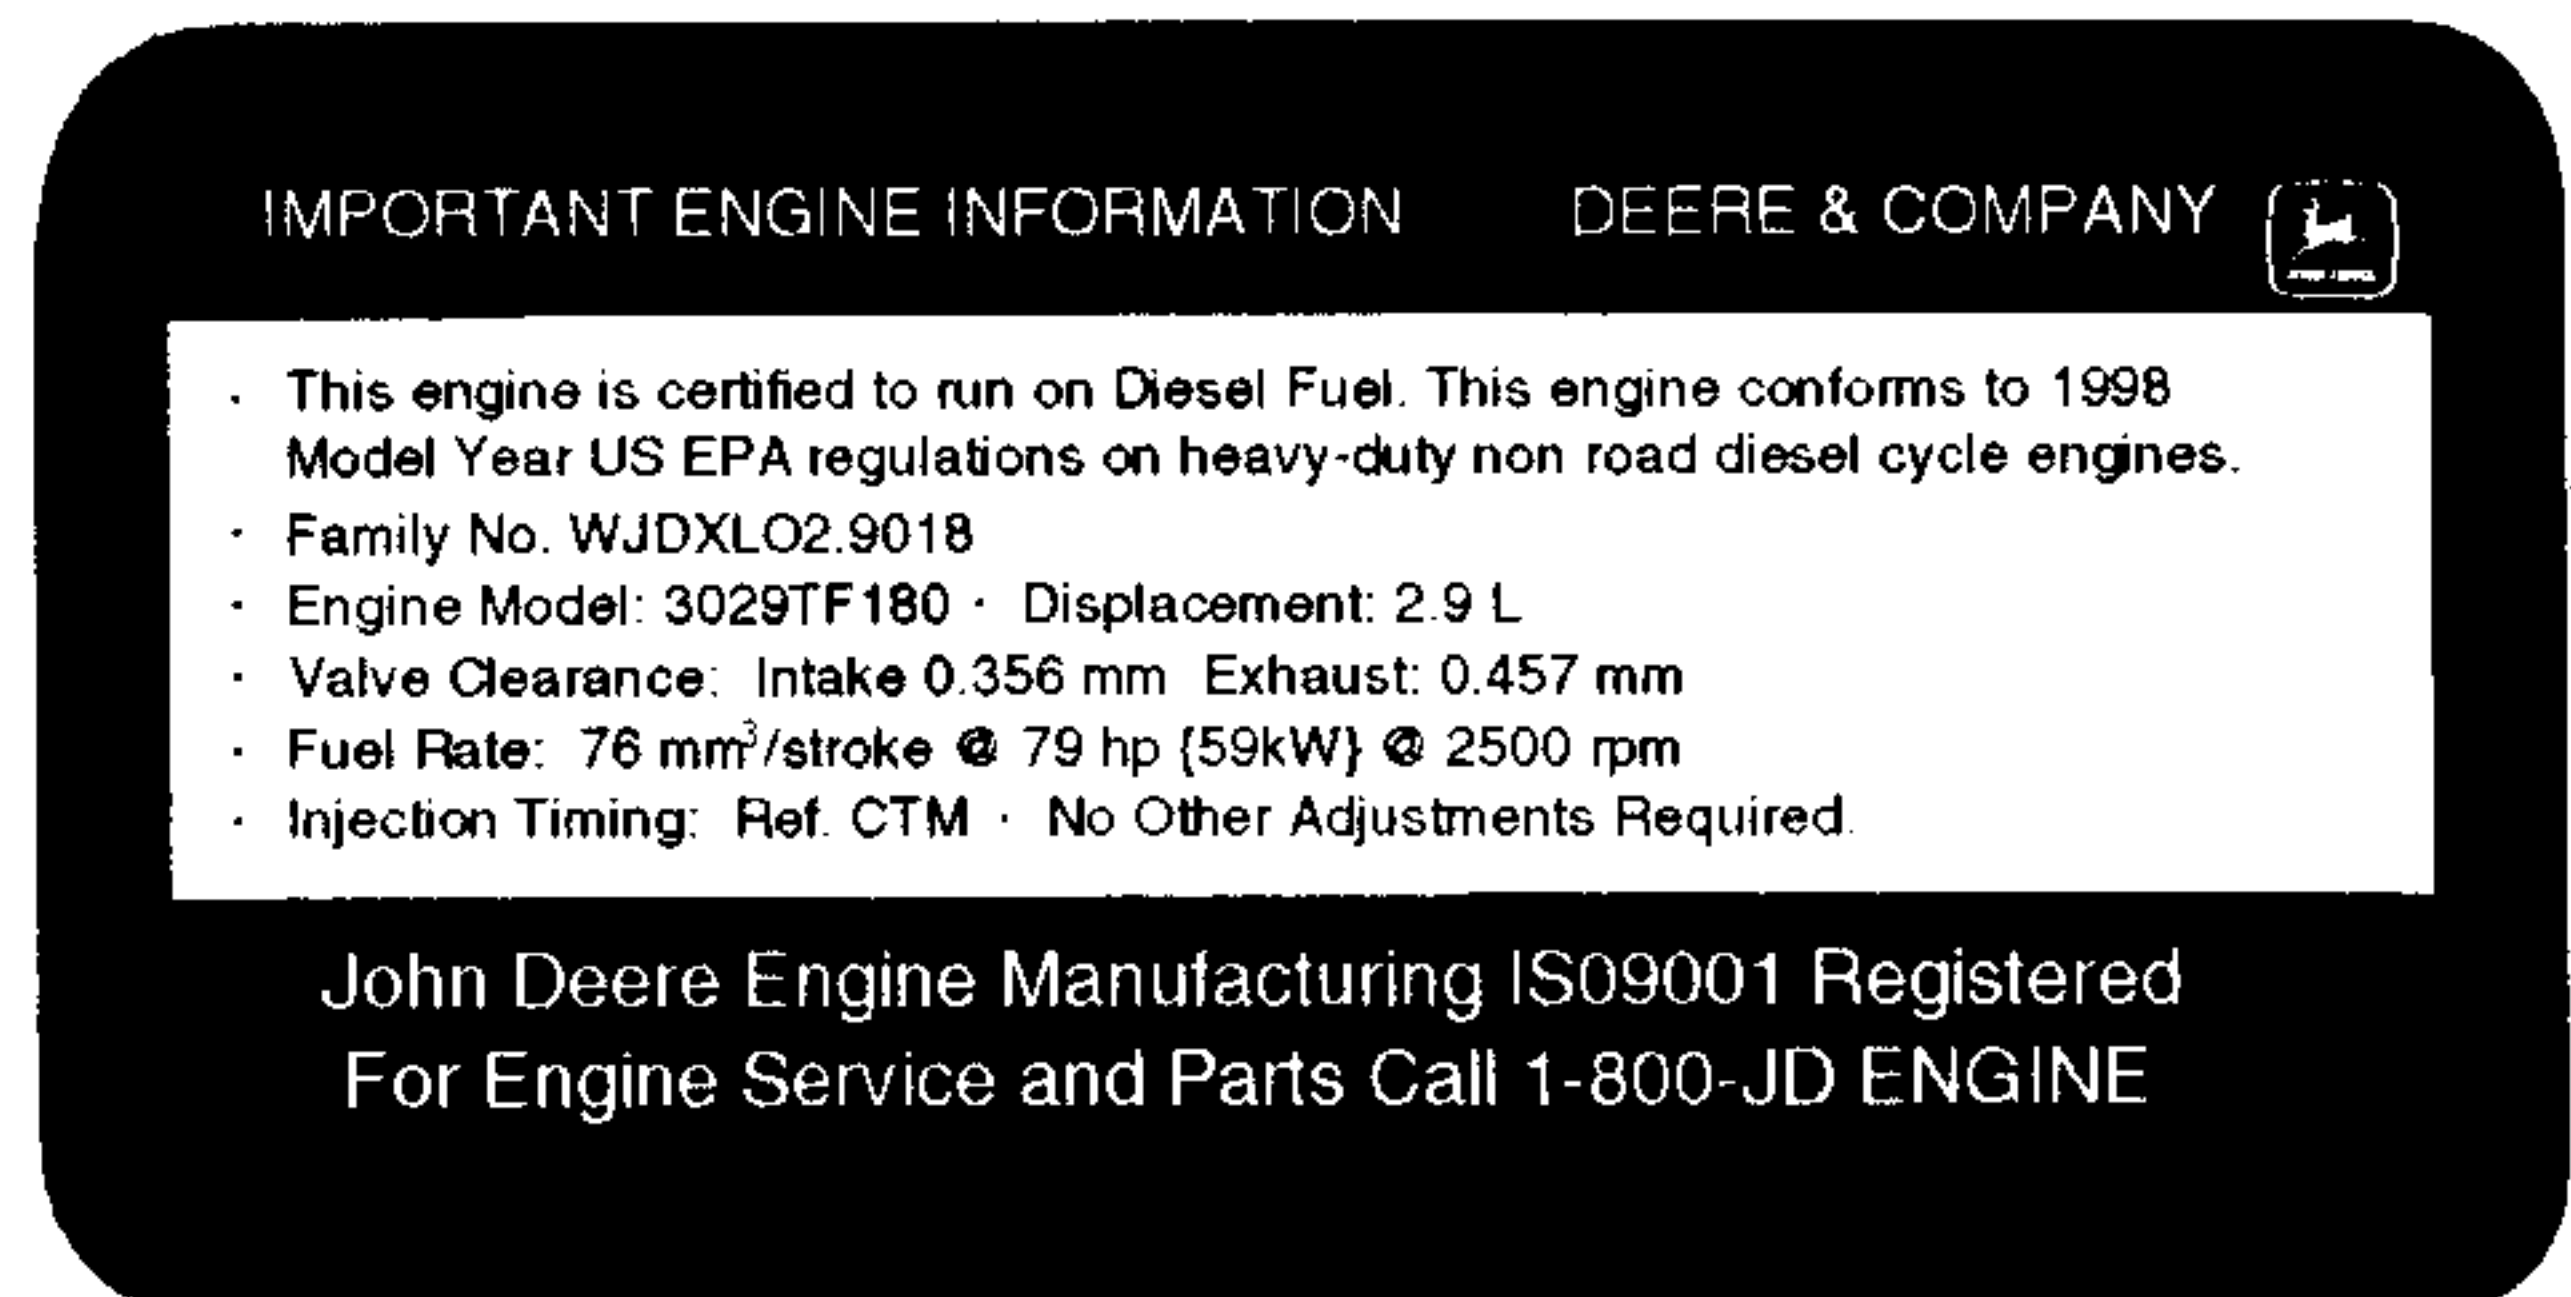 IMPORTANT ENGINE INFORMATION DEERE & COMPANY
· This engine is certified to run on Diesel Fuel. This engine conforms to 1998
Model Year US EPA regulations on heavy-duty non road diesel cycle engines.
· Family No. WJDXLO2.9018
· Engine Model: 3029TF180 · Displacement: 2.9 L
· Valve Clearance: Intake 0.356 mm Exhaust: 0.457 mm
· Fuel Rate: 76 mm³/stroke @ 79 hp {59kW} @ 2500 rpm
· Injection Timing: Ref. CTM · No Other Adjustments Required.
John Deere Engine Manufacturing IS09001 Registered
For Engine Service and Parts Call 1-800-JD ENGINE